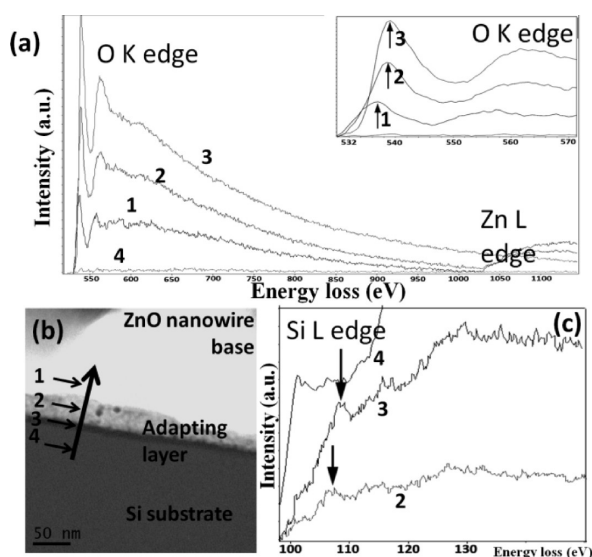 (a)
O K edge
O K edge
3
2
1
532
540
550
560
570
Intensity (a.u.)
3
2
1
4
Zn L
edge
550
600
650
700
750
800
850
900
950
1000
1050
1100
Energy loss (eV)
(b)
ZnO nanowire
base
1
2
3
4
Adapting
layer
Si substrate
50 nm
Intensity (a.u.)
Si L edge
(c)
4
3
2
100
110
120
130
Energy loss (eV)